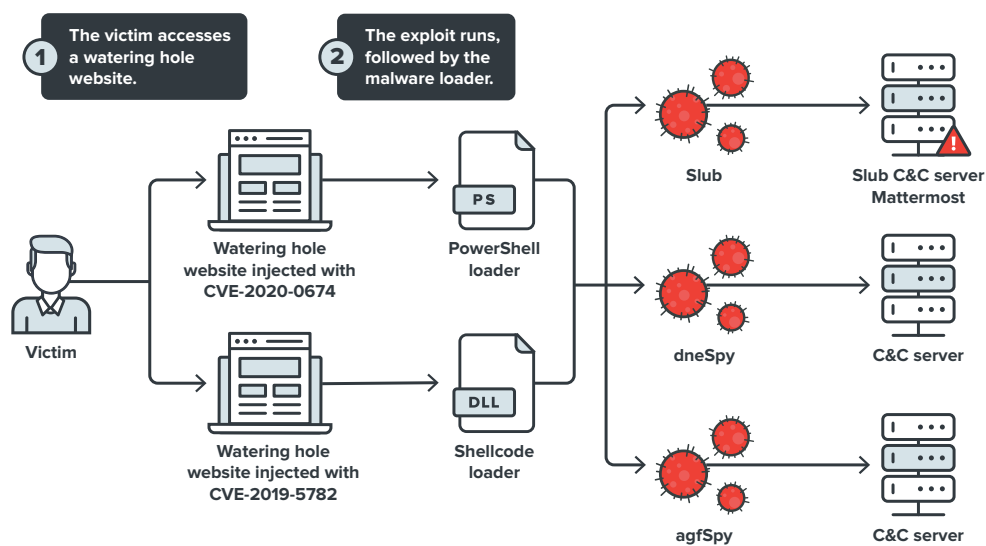 1
The victim accesses
a watering hole
website.
2
The exploit runs,
followed by the
malware loader.
Victim
Watering hole
website injected with
CVE-2020-0674
PS
PowerShell
loader
Watering hole
website injected with
CVE-2019-5782
DLL
Shellcode
loader
Slub
Slub C&C server
Mattermost
dneSpy
C&C server
agfSpy
C&C server